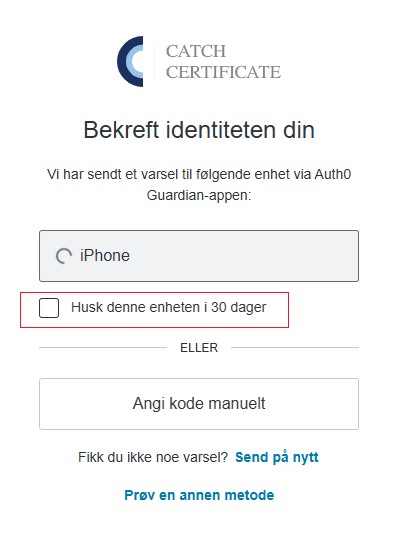 CATCH
CERTIFICATE
Bekreft identiteten din
Vi har sendt et varsel til følgende enhet via Auth0
Guardian-appen:
iPhone
Husk denne enheten i 30 dager
ELLER
Angi kode manuelt
Fikk du ikke noe varsel? Send på nytt
Prøv en annen metode